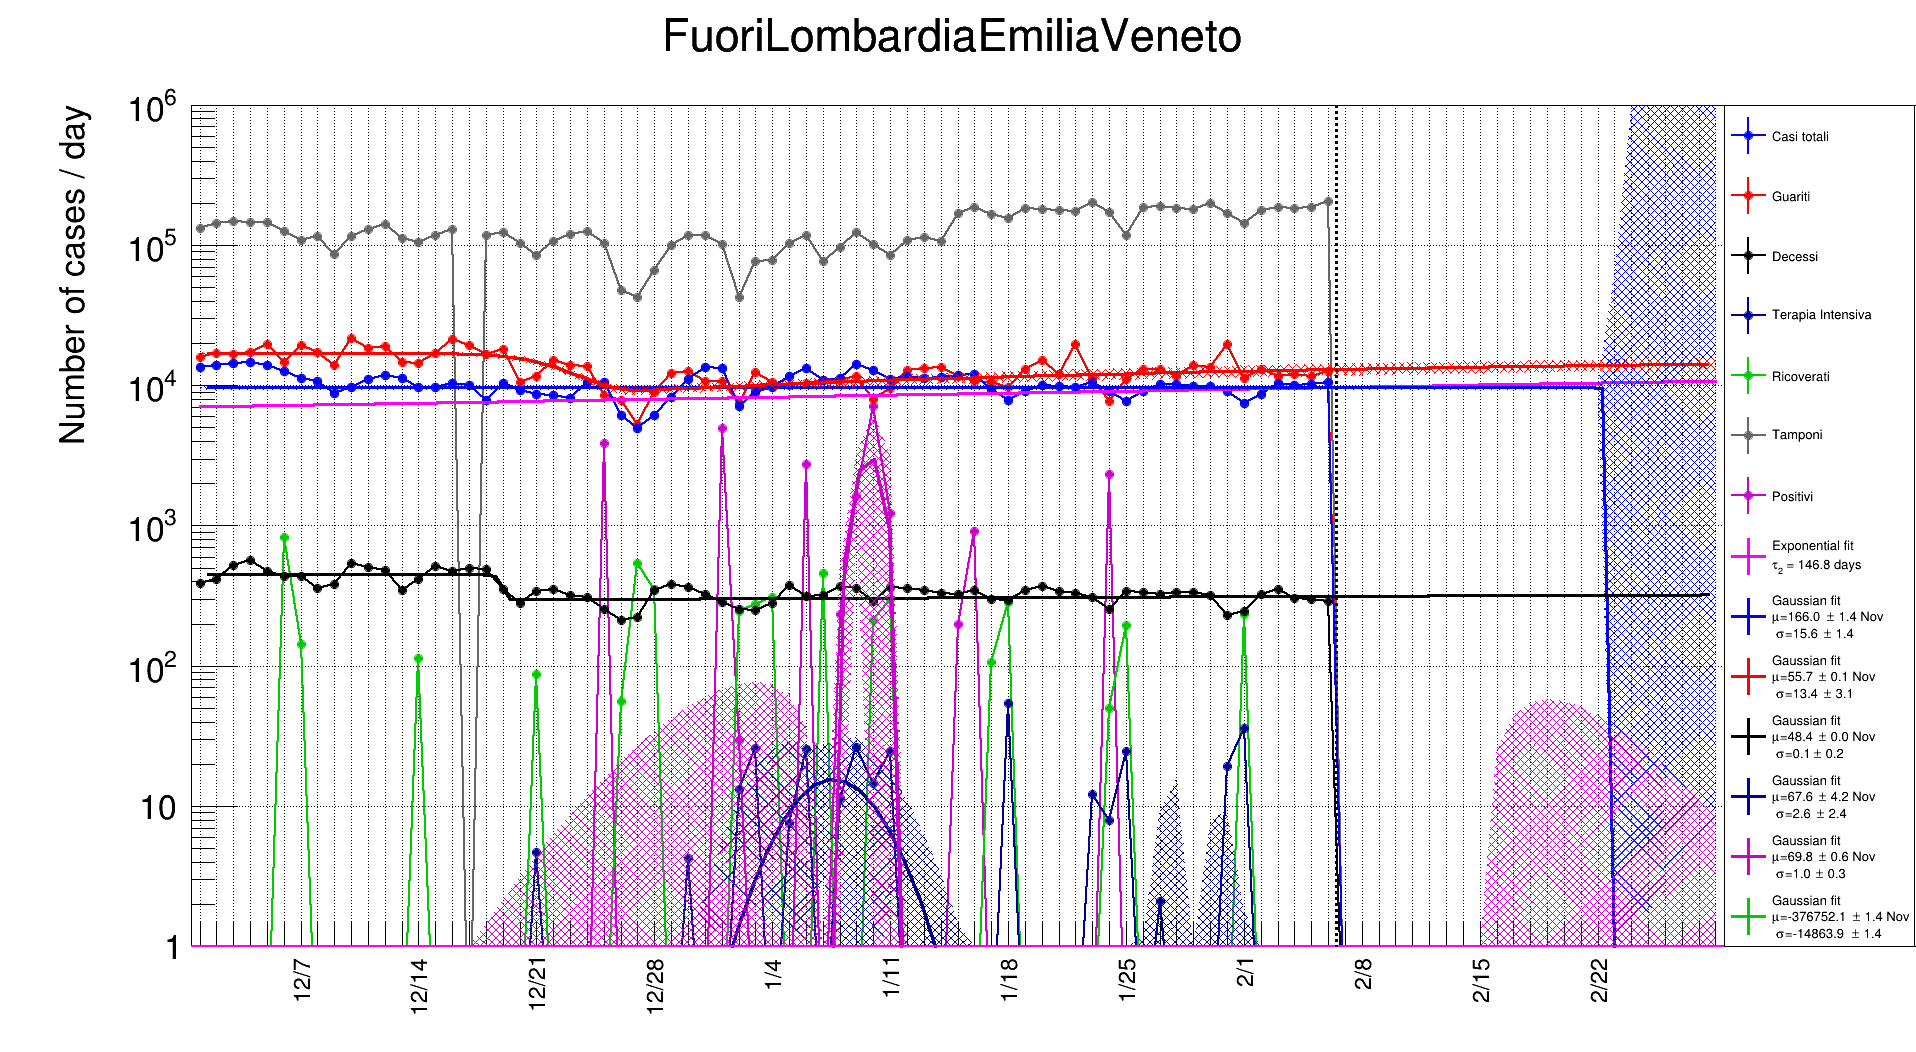 FuoriLombardiaEmiliaVeneto
Number of cases / day
10^6
10^5
10^4
10^3
10^2
10
1
12/7
12/14
12/21
12/28
1/4
1/11
1/18
1/25
2/1
2/8
2/15
2/22
Casi totali
Guariti
Decessi
Terapia Intensiva
Ricoverati
Tamponi
Positivi
Exponential fit
τ_2 = 146.8 days
Gaussian fit
μ=166.0 ± 1.4 Nov
σ=15.6 ± 1.4
Gaussian fit
μ=55.7 ± 0.1 Nov
σ=13.4 ± 3.1
Gaussian fit
μ=48.4 ± 0.0 Nov
σ=0.1 ± 0.2
Gaussian fit
μ=67.6 ± 4.2 Nov
σ=2.6 ± 2.4
Gaussian fit
μ=69.8 ± 0.6 Nov
σ=1.0 ± 0.3
Gaussian fit
μ=-376752.1 ± 1.4 Nov
σ=-14863.9 ± 1.4